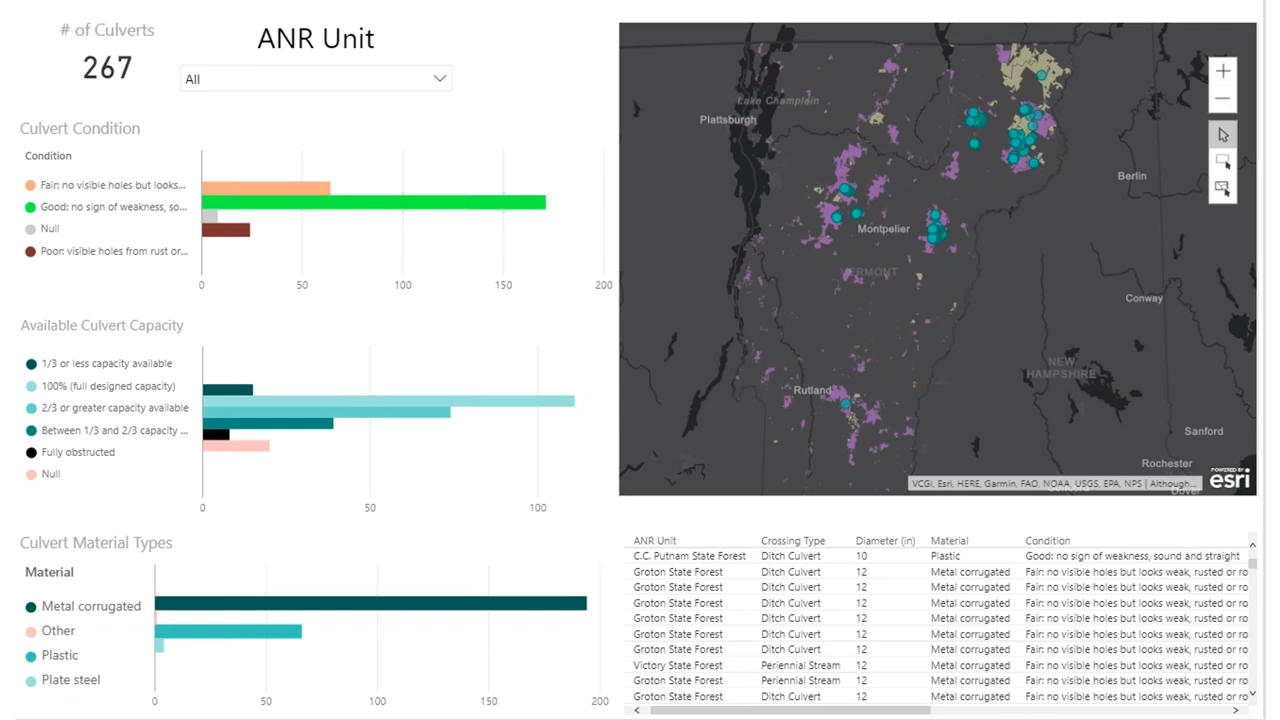 # of Culverts
267
ANR Unit
All
Culvert Condition
Condition
Fair: no visible holes but looks...
Good: no sign of weakness, so...
Null
Poor: visible holes from rust or...
0 50 100 150 200
Available Culvert Capacity
1/3 or less capacity available
100% (full designed capacity)
2/3 or greater capacity available
Between 1/3 and 2/3 capacity ...
Fully obstructed
Null
0 50 100
Culvert Material Types
Material
Metal corrugated
Other
Plastic
Plate steel
0 50 100 150 200
Lake Champlain
Plattsburgh
Berlin
Montpelier
VERMONT
Conway
NEW
HAMPSHIRE
Rutland
Sanford
Rochester
Dover
POWERED BY
esri
VCGI, Esri, HERE, Garmin, FAO, NOAA, USGS, EPA, NPS | Although...
ANR Unit Crossing Type Diameter (in) Material Condition
C.C. Putnam State Forest Ditch Culvert 10 Plastic Good: no sign of weakness, sound and straight
Groton State Forest Ditch Culvert 12 Metal corrugated Fair: no visible holes but looks weak, rusted or ro
Groton State Forest Ditch Culvert 12 Metal corrugated Fair: no visible holes but looks weak, rusted or ro
Groton State Forest Ditch Culvert 12 Metal corrugated Fair: no visible holes but looks weak, rusted or ro
Groton State Forest Ditch Culvert 12 Metal corrugated Fair: no visible holes but looks weak, rusted or ro
Groton State Forest Ditch Culvert 12 Metal corrugated Fair: no visible holes but looks weak, rusted or ro
Groton State Forest Ditch Culvert 12 Metal corrugated Fair: no visible holes but looks weak, rusted or ro
Victory State Forest Periennial Stream 12 Metal corrugated Fair: no visible holes but looks weak, rusted or ro
Groton State Forest Periennial Stream 12 Metal corrugated Fair: no visible holes but looks weak, rusted or ro
Groton State Forest Ditch Culvert 12 Metal corrugated Fair: no visible holes but looks weak, rusted or ro